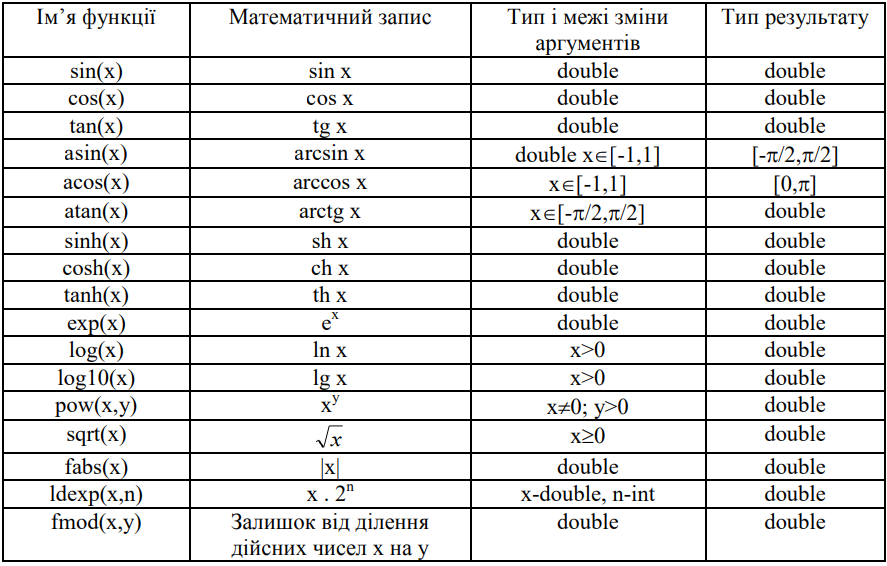 Ім’я функції Математичний запис Тип і межі зміни аргументів Тип результату
sin(x) sin x double double
cos(x) cos x double double
tan(x) tg x double double
asin(x) arcsin x double x∈[-1,1] [-π/2,π/2]
acos(x) arccos x x∈[-1,1] [0,π]
atan(x) arctg x x∈[-π/2,π/2] double
sinh(x) sh x double double
cosh(x) ch x double double
tanh(x) th x double double
exp(x) eˣ double double
log(x) ln x x>0 double
log10(x) lg x x>0 double
pow(x,y) xʸ x≠0; y>0 double
sqrt(x) √x x≥0 double
fabs(x) |x| double double
ldexp(x,n) x . 2ⁿ x-double, n-int double
fmod(x,y) Залишок від ділення дійсних чисел x на y double double